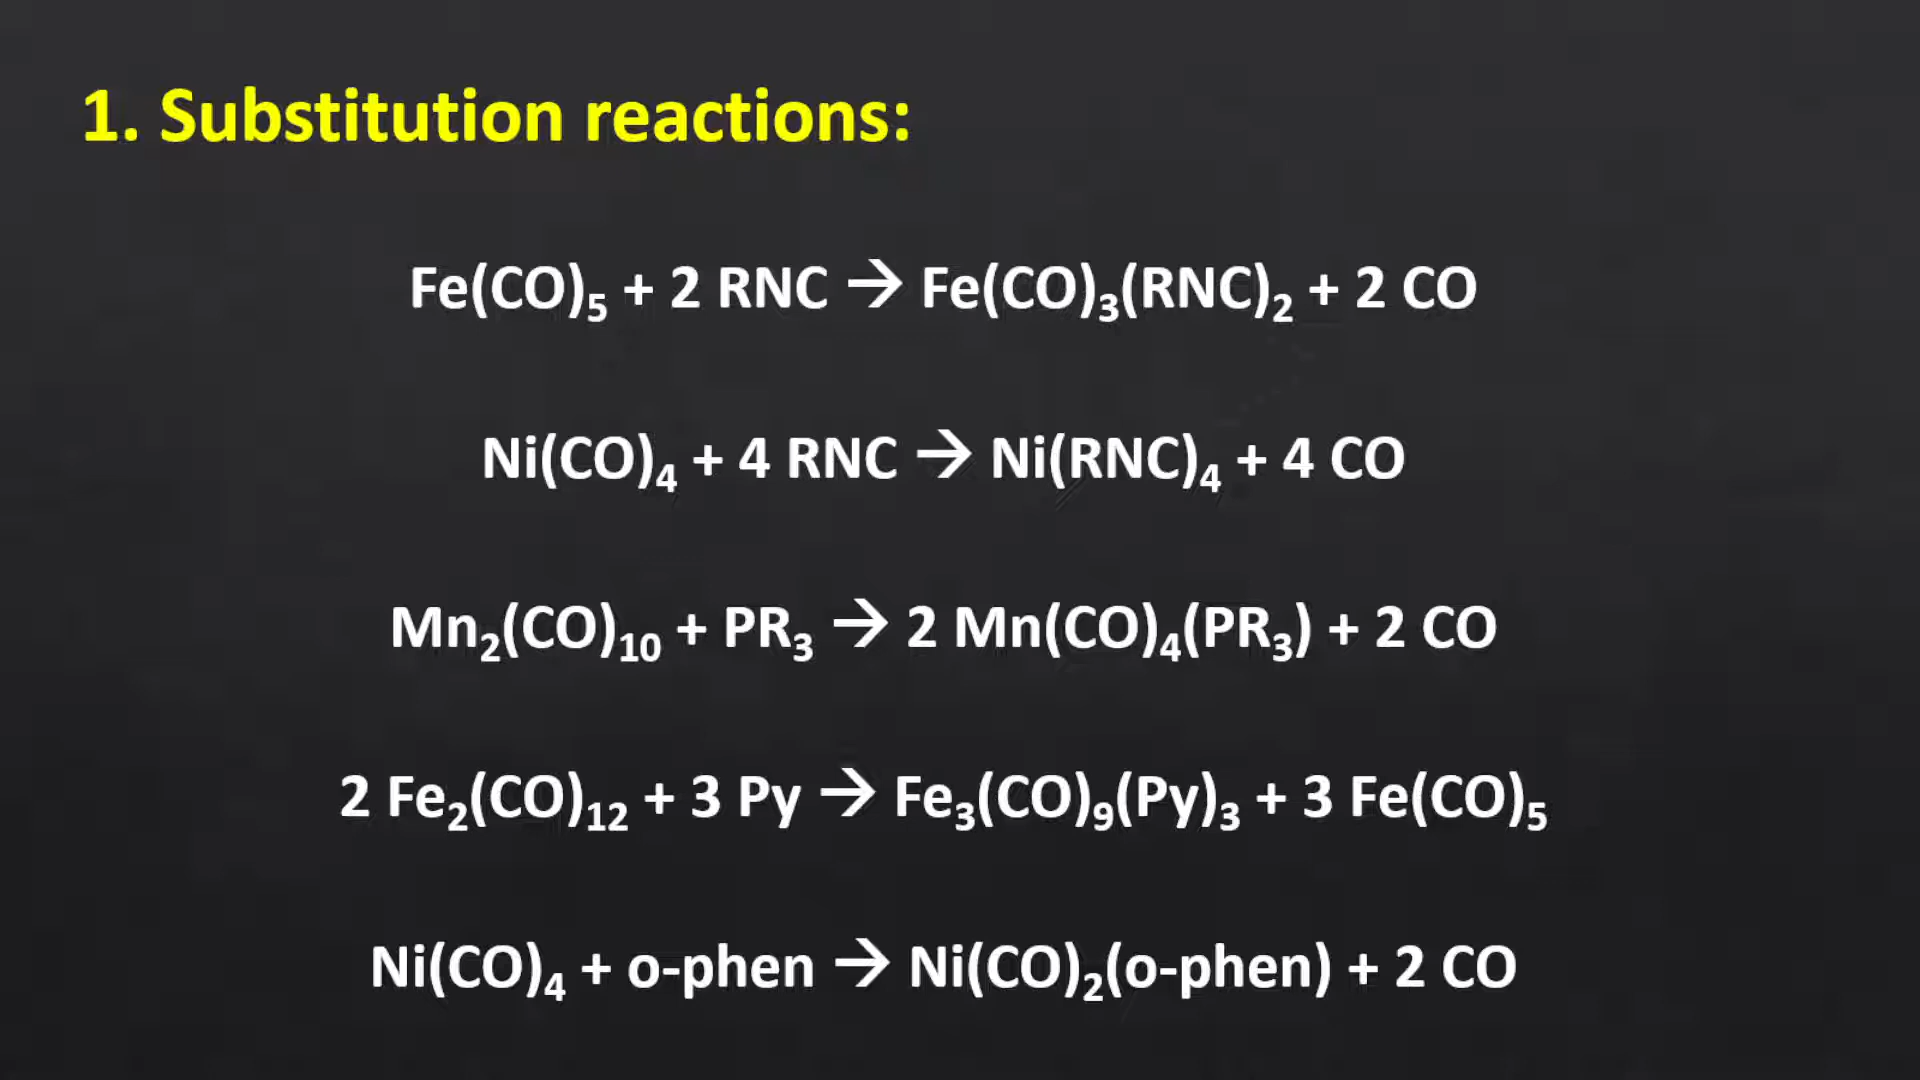 1. Substitution reactions:
Fe(CO)₅ + 2 RNC → Fe(CO)₃(RNC)₂ + 2 CO
Ni(CO)₄ + 4 RNC → Ni(RNC)₄ + 4 CO
Mn₂(CO)₁₀ + PR₃ → 2 Mn(CO)₄(PR₃) + 2 CO
2 Fe₂(CO)₁₂ + 3 Py → Fe₃(CO)₉(Py)₃ + 3 Fe(CO)₅
Ni(CO)₄ + o-phen → Ni(CO)₂(o-phen) + 2 CO